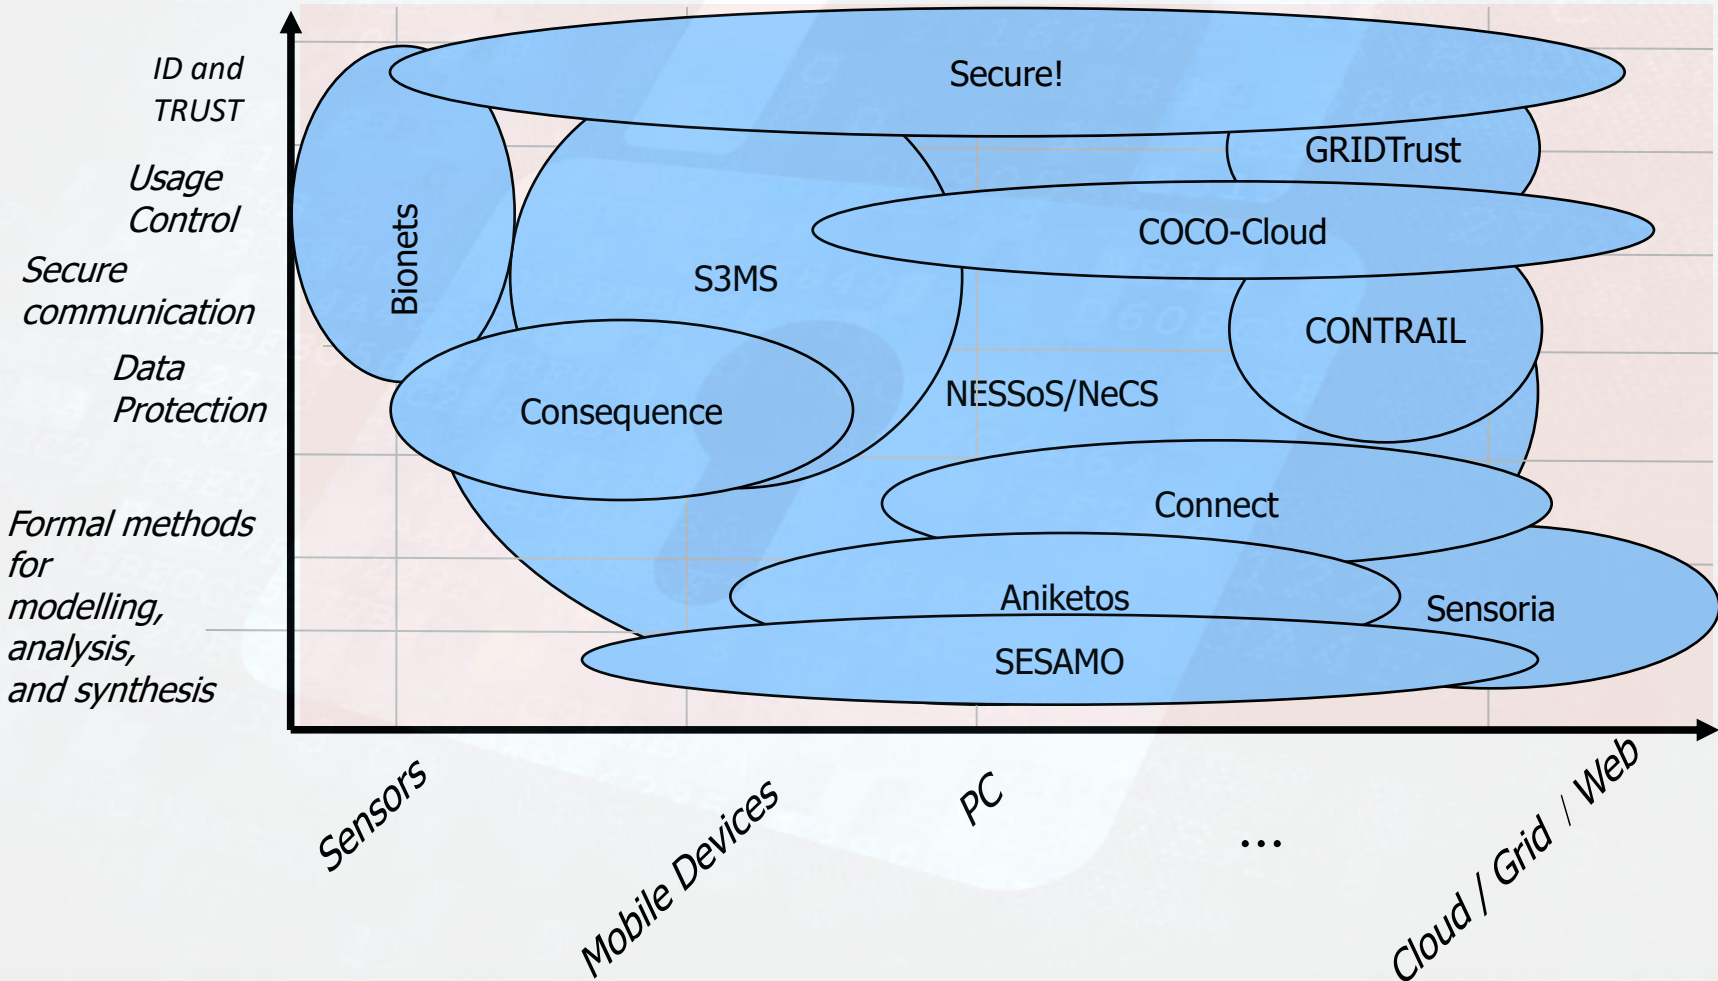 ID and
TRUST
Usage
Control
Secure
communication
Data
Protection
Formal methods
for
modelling,
analysis,
and synthesis
Secure!
GRIDTrust
COCO-Cloud
Bionets
S3MS
CONTRAIL
NESSoS/NeCS
Consequence
Connect
Aniketos
Sensoria
SESAMO
Sensors
Mobile Devices
PC
...
Cloud / Grid / Web